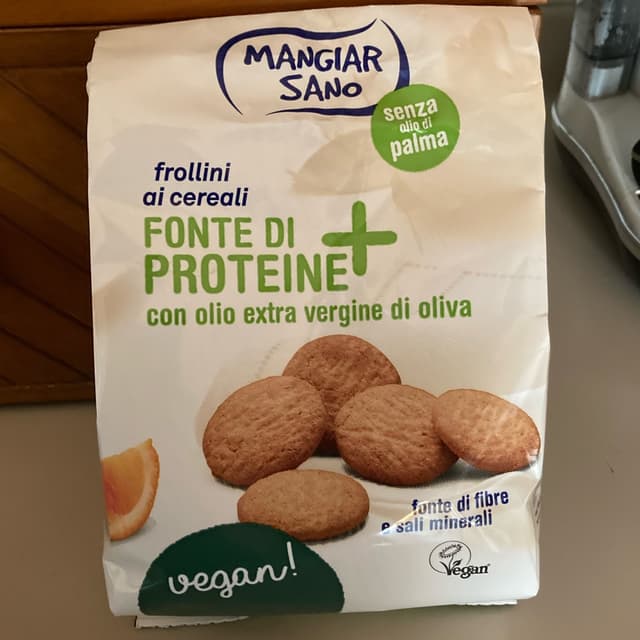 MANGIAR
SANO
senza
olio di
palma
frollini
ai cereali
FONTE DI
PROTEINE+
con olio extra vergine di oliva
fonte di fibre
e sali minerali
vegan!
Vegan